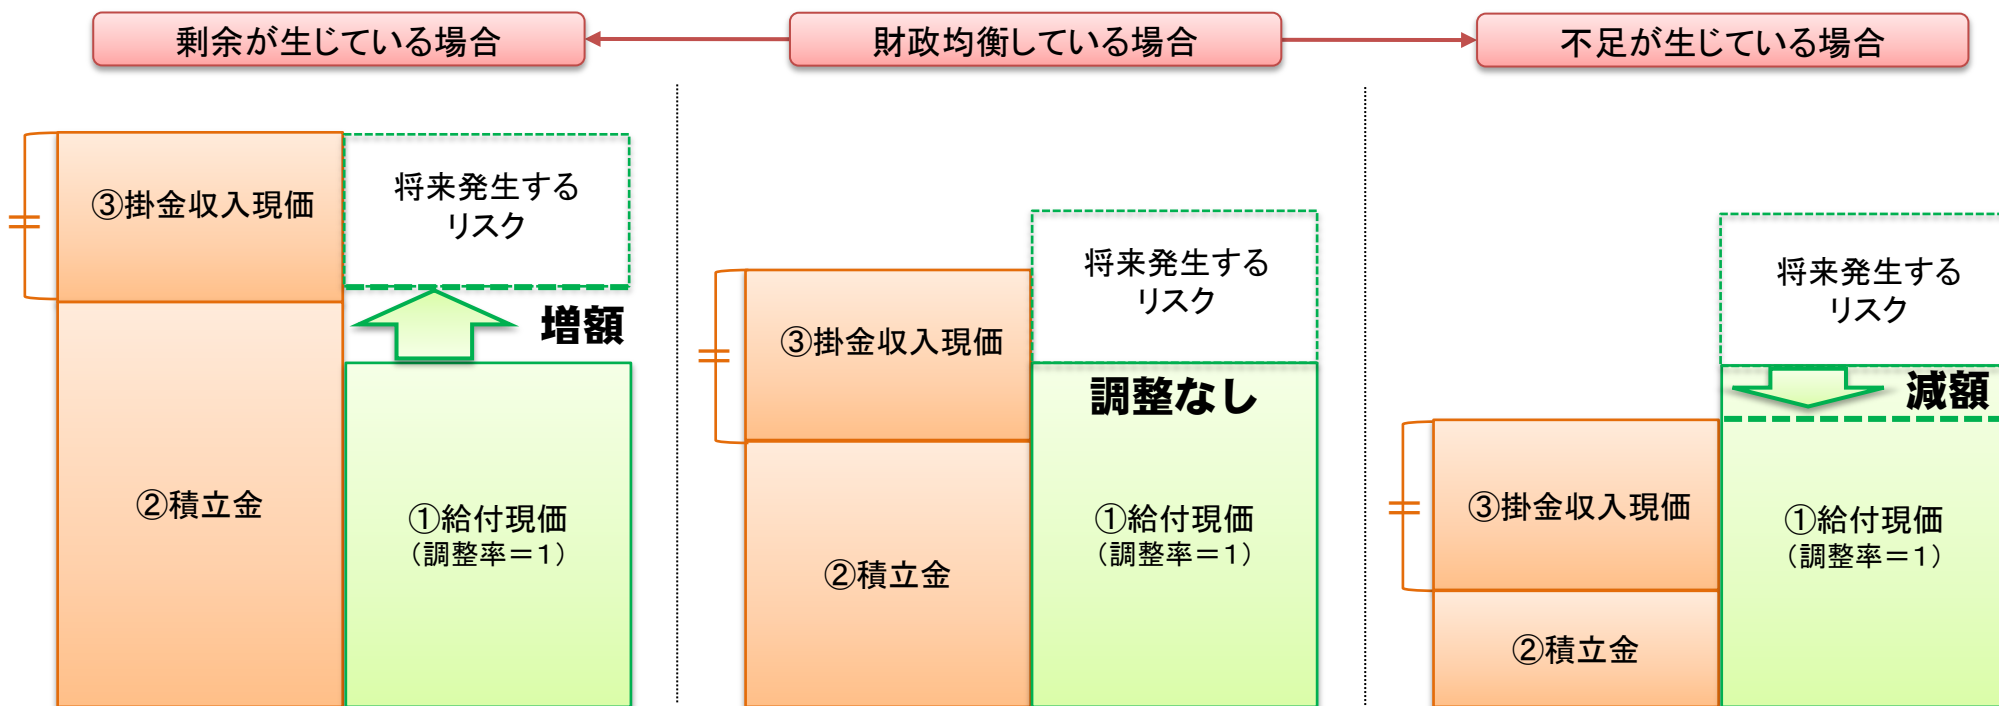 剰余が生じている場合
財政均衡している場合
不足が生じている場合
③掛金収入現価
将来発生する
リスク
増額
②積立金
①給付現価
（調整率＝１）
将来発生する
リスク
③掛金収入現価
調整なし
①給付現価
（調整率＝１）
②積立金
将来発生する
リスク
減額
③掛金収入現価
①給付現価
（調整率＝１）
②積立金